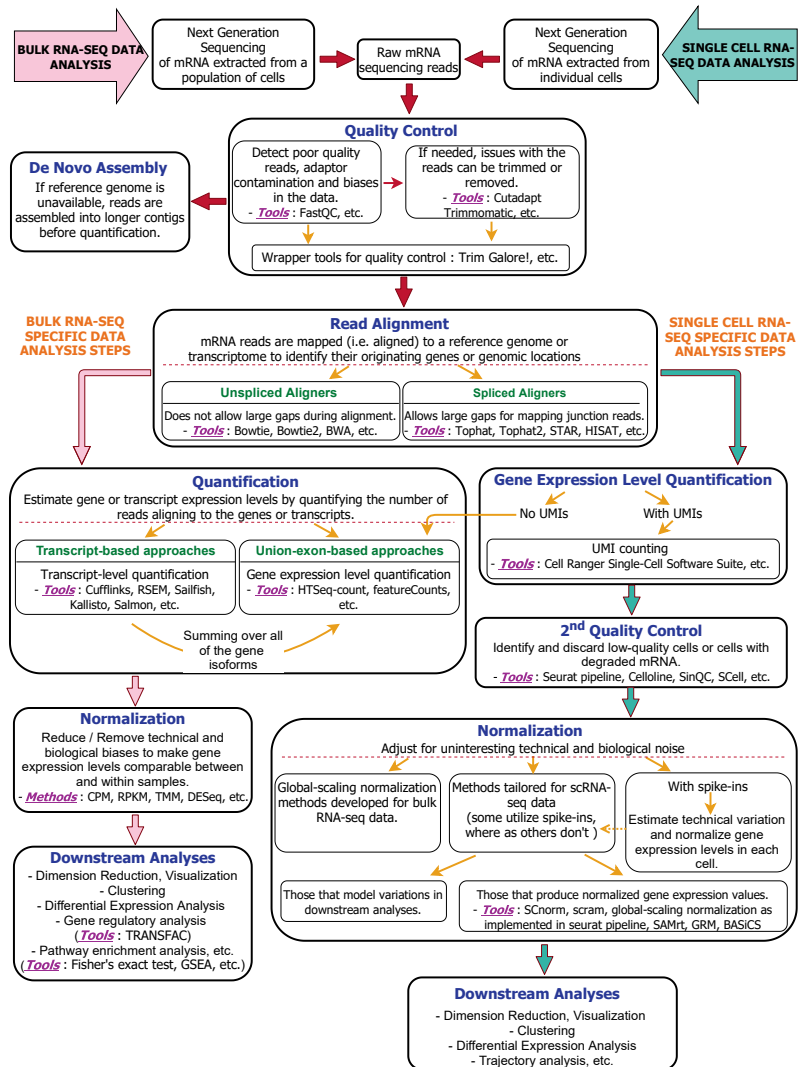 BULK RNA-SEQ DATA
ANALYSIS
Next Generation
Sequencing
of mRNA extracted from a
population of cells
Raw mRNA
sequencing reads
Next Generation
Sequencing
of mRNA extracted from
individual cells
SINGLE CELL RNA-
SEQ DATA ANALYSIS
Quality Control
Detect poor quality
reads, adaptor
contamination and biases
in the data.
- Tools : FastQC, etc.
If needed, issues with the
reads can be trimmed or
removed.
- Tools : Cutadapt
Trimmomatic, etc.
Wrapper tools for quality control : Trim Galore!, etc.
De Novo Assembly
If reference genome is
unavailable, reads are
assembled into longer contigs
before quantification.
BULK RNA-SEQ
SPECIFIC DATA
ANALYSIS STEPS
Read Alignment
mRNA reads are mapped (i.e. aligned) to a reference genome or
transcriptome to identify their originating genes or genomic locations
Unspliced Aligners
Does not allow large gaps during alignment.
- Tools : Bowtie, Bowtie2, BWA, etc.
Spliced Aligners
Allows large gaps for mapping junction reads.
- Tools : Tophat, Tophat2, STAR, HISAT, etc.
SINGLE CELL RNA-
SEQ SPECIFIC DATA
ANALYSIS STEPS
Quantification
Estimate gene or transcript expression levels by quantifying the number of
reads aligning to the genes or transcripts.
Transcript-based approaches
Transcript-level quantification
- Tools : Cufflinks, RSEM, Sailfish,
Kallisto, Salmon, etc.
Union-exon-based approaches
Gene expression level quantification
- Tools : HTSeq-count, featureCounts,
etc.
Summing over all
of the gene
isoforms
Gene Expression Level Quantification
No UMIs
With UMIs
UMI counting
- Tools : Cell Ranger Single-Cell Software Suite, etc.
2nd Quality Control
Identify and discard low-quality cells or cells with
degraded mRNA.
- Tools : Seurat pipeline, Celloline, SinQC, SCell, etc.
Normalization
Reduce / Remove technical and
biological biases to make gene
expression levels comparable between
and within samples.
- Methods : CPM, RPKM, TMM, DESeq, etc.
Normalization
Adjust for uninteresting technical and biological noise
Global-scaling normalization
methods developed for bulk
RNA-seq data.
Methods tailored for scRNA-
seq data
(some utilize spike-ins,
where as others don't )
With spike-ins
Estimate technical variation
and normalize gene
expression levels in each
cell.
Those that model variations in
downstream analyses.
Those that produce normalized gene expression values.
- Tools : SCnorm, scram, global-scaling normalization as
implemented in seurat pipeline, SAMrt, GRM, BASiCS
Downstream Analyses
- Dimension Reduction, Visualization
- Clustering
- Differential Expression Analysis
- Gene regulatory analysis
(Tools : TRANSFAC)
- Pathway enrichment analysis, etc.
(Tools : Fisher's exact test, GSEA, etc.)
Downstream Analyses
- Dimension Reduction, Visualization
- Clustering
- Differential Expression Analysis
- Trajectory analysis, etc.